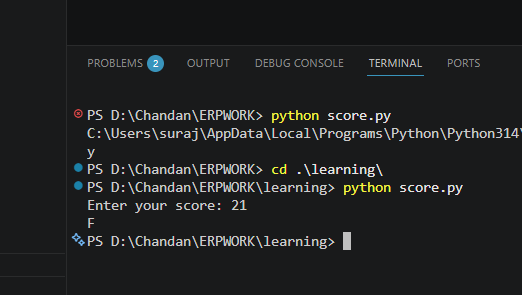 PROBLEMS 2 OUTPUT DEBUG CONSOLE TERMINAL PORTS
PS D:\Chandan\ERPWORK> python score.py
C:\Users\suraj\AppData\Local\Programs\Python\Python314\
y
PS D:\Chandan\ERPWORK> cd .\learning\
PS D:\Chandan\ERPWORK\learning> python score.py
Enter your score: 21
F
PS D:\Chandan\ERPWORK\learning>